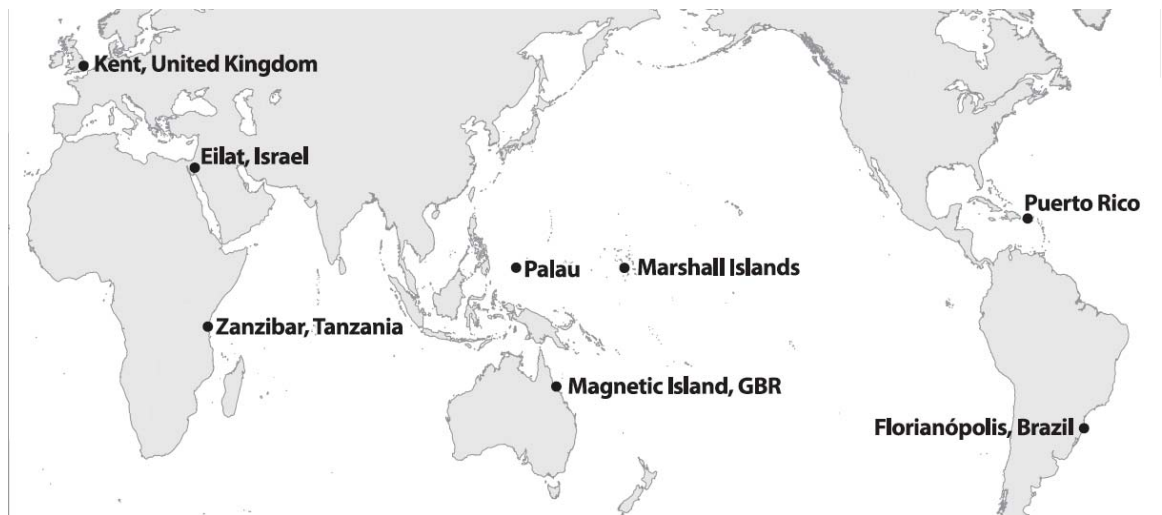 Kent, United Kingdom
Eilat, Israel
Puerto Rico
Palau
Marshall Islands
Zanzibar, Tanzania
Magnetic Island, GBR
Florianópolis, Brazil